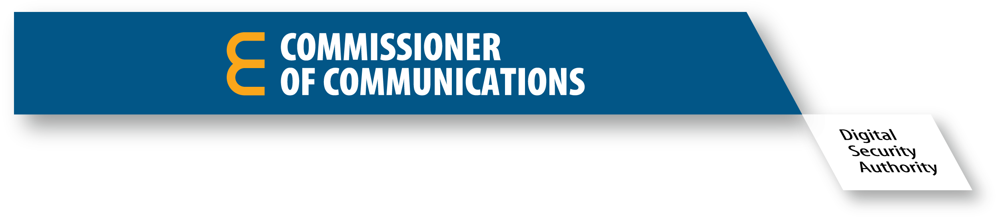 COMMISSIONER
OF COMMUNICATIONS
Digital
Security
Authority